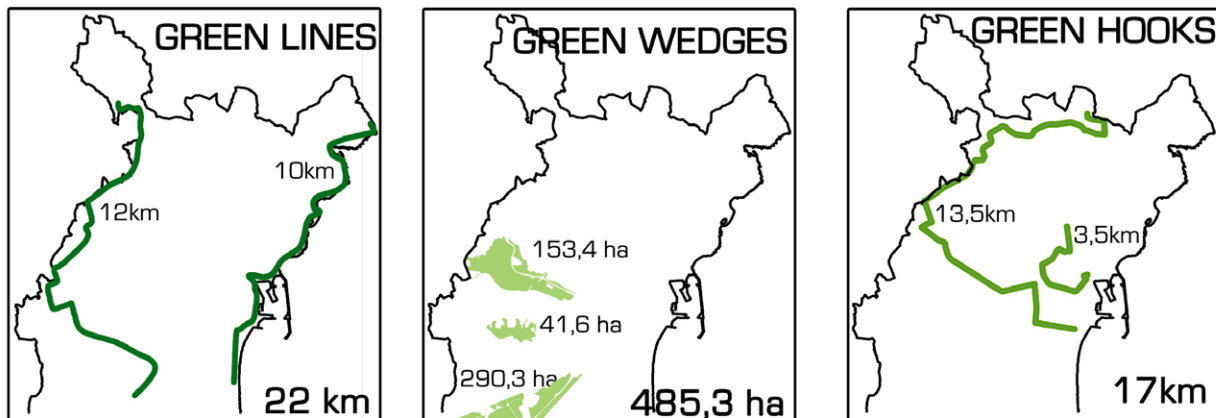 GREEN LINES
10km
12km
22 km
GREEN WEDGES
153,4 ha
41,6 ha
290,3 ha
485,3 ha
GREEN HOOKS
13,5km
3,5km
17km